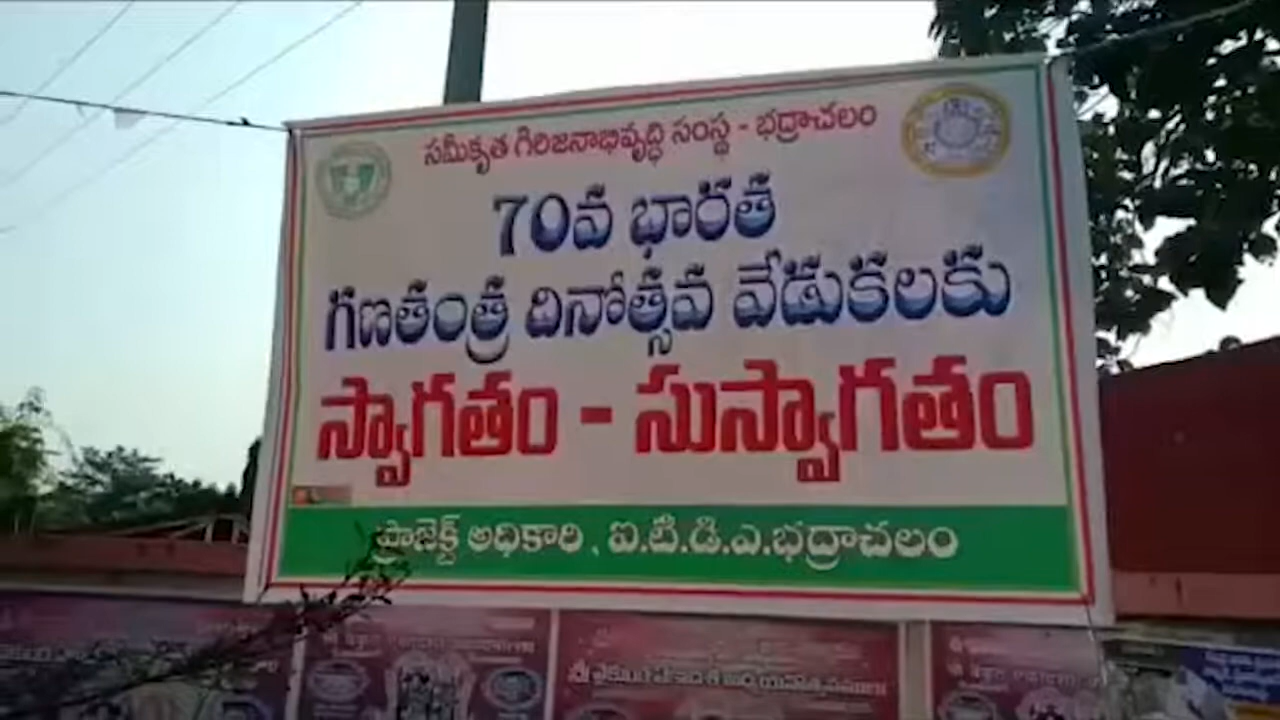 సమీకృత గిరిజనాభివృద్ధి సంస్థ - భద్రాచలం
70వ భారత
గణతంత్ర దినోత్సవ వేడుకలకు
స్వాగతం - సుస్వాగతం
ప్రాజెక్ట్ అధికారి, ఐ.టి.డి.ఎ.భద్రాచలం